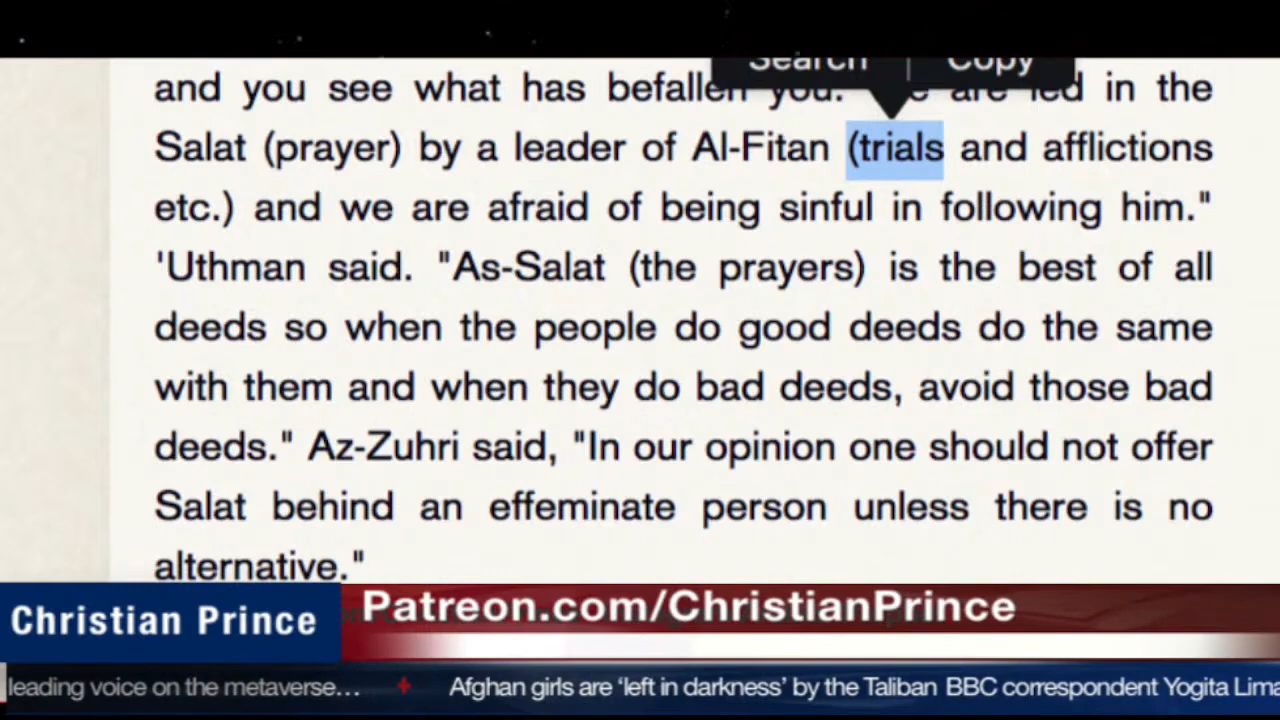 Search | Copy
and you see what has befallen you. We are led in the
Salat (prayer) by a leader of Al-Fitan (trials and afflictions
etc.) and we are afraid of being sinful in following him."
'Uthman said. "As-Salat (the prayers) is the best of all
deeds so when the people do good deeds do the same
with them and when they do bad deeds, avoid those bad
deeds." Az-Zuhri said, "In our opinion one should not offer
Salat behind an effeminate person unless there is no
alternative."
Christian Prince
Patreon.com/ChristianPrince
leading voice on the metaverse... Afghan girls are ‘left in darkness’ by the Taliban BBC correspondent Yogita Lima